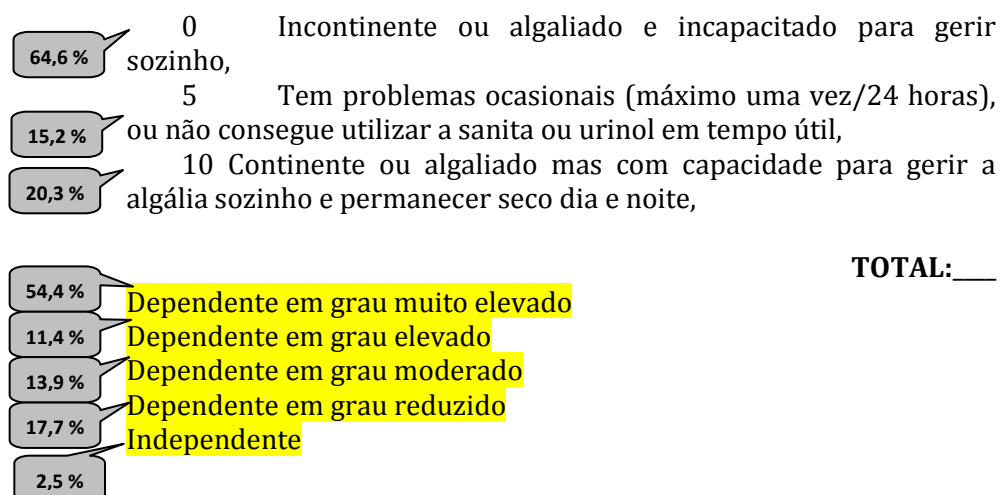 0 Incontinente ou algaliado e incapacitado para gerir
64,6 % sozinho,
5 Tem problemas ocasionais (máximo uma vez/24 horas),
15,2 % ou não consegue utilizar a sanita ou urinol em tempo útil,
10 Continente ou algaliado mas com capacidade para gerir a
20,3 % algália sozinho e permanecer seco dia e noite,
TOTAL:____
54,4 % Dependente em grau muito elevado
11,4 % Dependente em grau elevado
13,9 % Dependente em grau moderado
17,7 % Dependente em grau reduzido
Independente
2,5 %